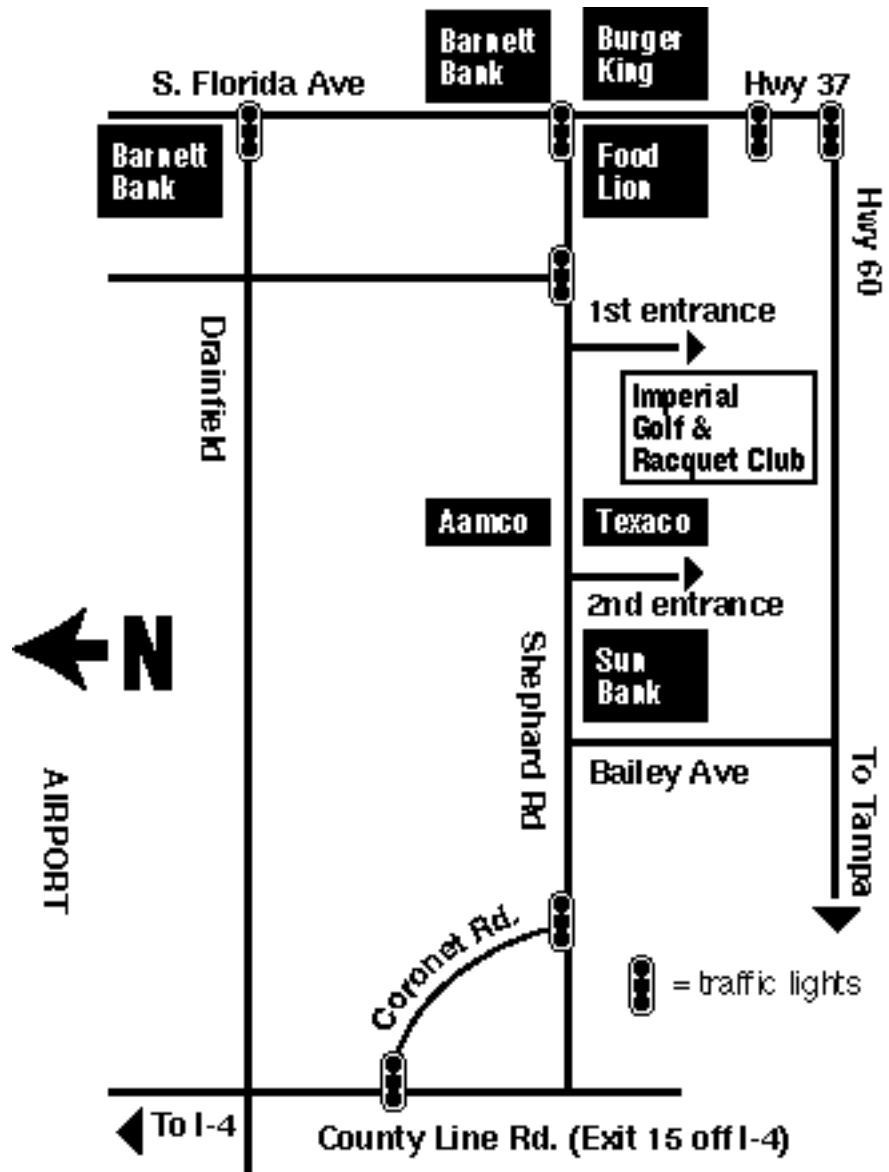 Barnett
Bank
Burger
King
S. Florida Ave
Hwy 37
Barnett
Bank
Food
Lion
Hwy 60
1st entrance
Drainfield
Imperial
Golf &
Racquet Club
Aamco
Texaco
2nd entrance
N
Shephard Rd
Sun
Bank
AIRPORT
Bailey Ave
To Tampa
Coronet Rd.
= traffic lights
To I-4
County Line Rd. (Exit 15 off I-4)